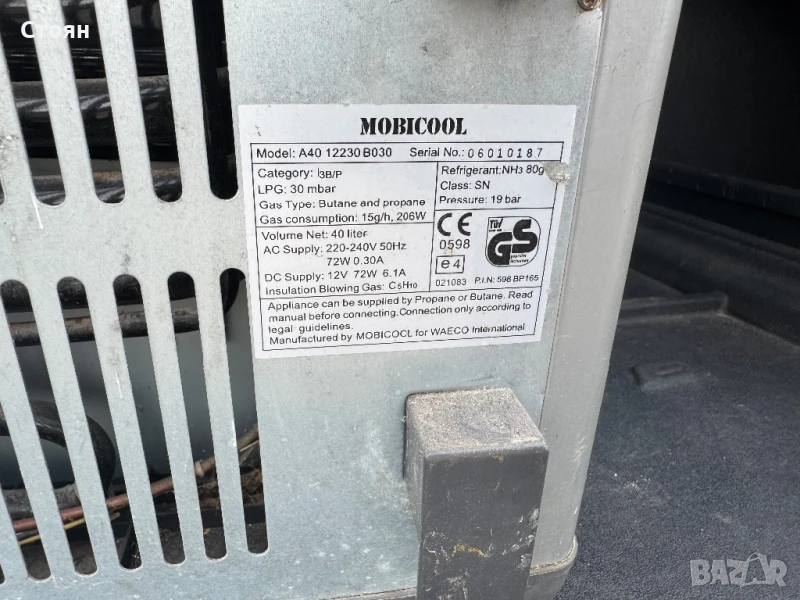 Стоян
MOBICOOL
Model: A40 12230 B030 Serial No.: 06010187
Category: I3B/P
LPG: 30 mbar
Gas Type: Butane and propane
Gas consumption: 15g/h, 206W
Refrigerant: NH3 80g
Class: SN
Pressure: 19 bar
Volume Net: 40 liter
AC Supply: 220-240V 50Hz
72W 0.30A
DC Supply: 12V 72W 6.1A
Insulation Blowing Gas: C5H10
CE
0598
e4
021083
TÜV
GS
geprüfte
Sicherheit
P.I.N: 598 BP165
Appliance can be supplied by Propane or Butane. Read
manual before connecting. Connection only according to
legal guidelines.
Manufactured by MOBICOOL for WAECO International
BAZAR